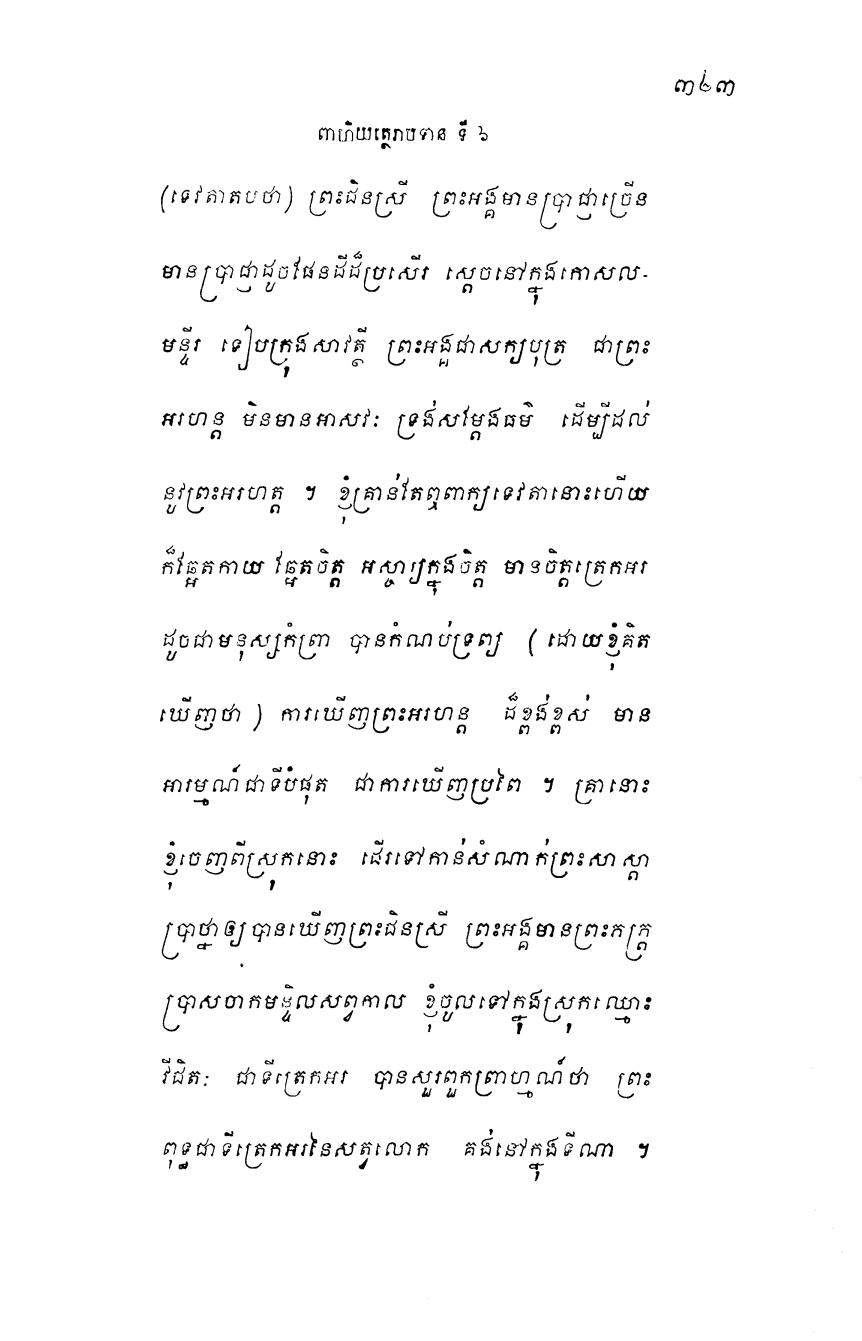 ៣៤៣
ពាហិយត្ថេរាបទាន ទី ៦
(ទេវតាតបថា) ព្រះជិនស្រី ព្រះអង្គមានប្រាជ្ញាច្រើន
មានប្រាជ្ញាដូចផែនដីដ៏ប្រសើរ ស្តេចនៅក្នុងកោសល-
មន្ទីរ ទៀបក្រុងសាវត្ថី ព្រះអង្គជាសក្យបុត្រ ជាព្រះ
អរហន្ត មិនមានអាសវៈ ទ្រង់សម្តែងធម៌ ដើម្បីដល់
នូវព្រះអរហត្ត ។ ខ្ញុំគ្រាន់តែឮពាក្យទេវតានោះហើយ
ក៏ឆ្អែតកាយ ឆ្អែតចិត្ត អស្ចារ្យក្នុងចិត្ត មានចិត្តត្រេកអរ
ដូចជាមនុស្សកំព្រា បានកំណប់ទ្រព្យ (ដោយខ្ញុំគិត
ឃើញថា) ការឃើញព្រះអរហន្ត ដ៏ខ្ពង់ខ្ពស់ មាន
អារម្មណ៍ជាទីបំផុត ជាការឃើញប្រពៃ ។ គ្រានោះ
ខ្ញុំចេញពីស្រុកនោះ ដើរទៅកាន់សំណាក់ព្រះសាស្តា
ប្រាថ្នាឲ្យបានឃើញព្រះជិនស្រី ព្រះអង្គមានព្រះភក្ត្រ
ប្រាសចាកមន្ទិលសព្វកាល ខ្ញុំចូលទៅក្នុងស្រុកឈ្មោះ
វីជិតៈ ជាទីត្រេកអរ បានសួរពួកព្រាហ្មណ៍ថា ព្រះ
ពុទ្ធជាទីត្រេកអរនៃសត្វលោក គង់នៅក្នុងទីណា ។